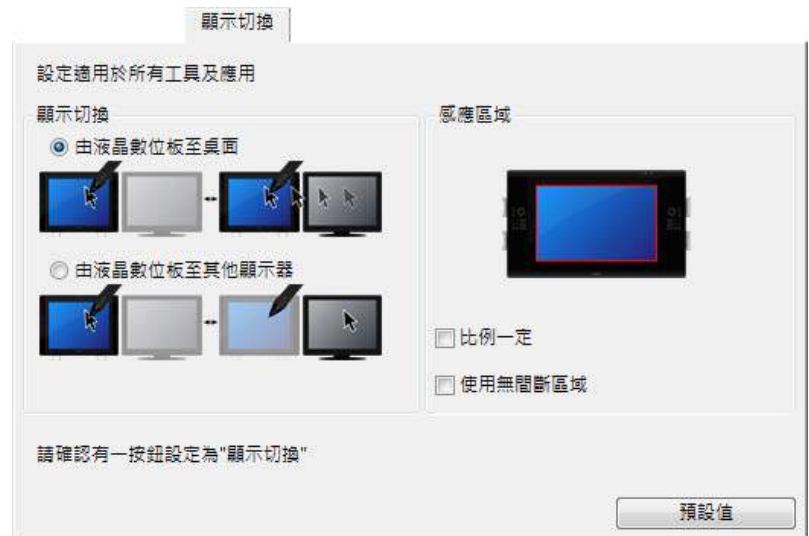 顯示切換
設定適用於所有工具及應用
顯示切換
由液晶數位板至桌面
由液晶數位板至其他顯示器
感應區域
比例一定
使用無間斷區域
請確認有一按鈕設定為"顯示切換"
預設值